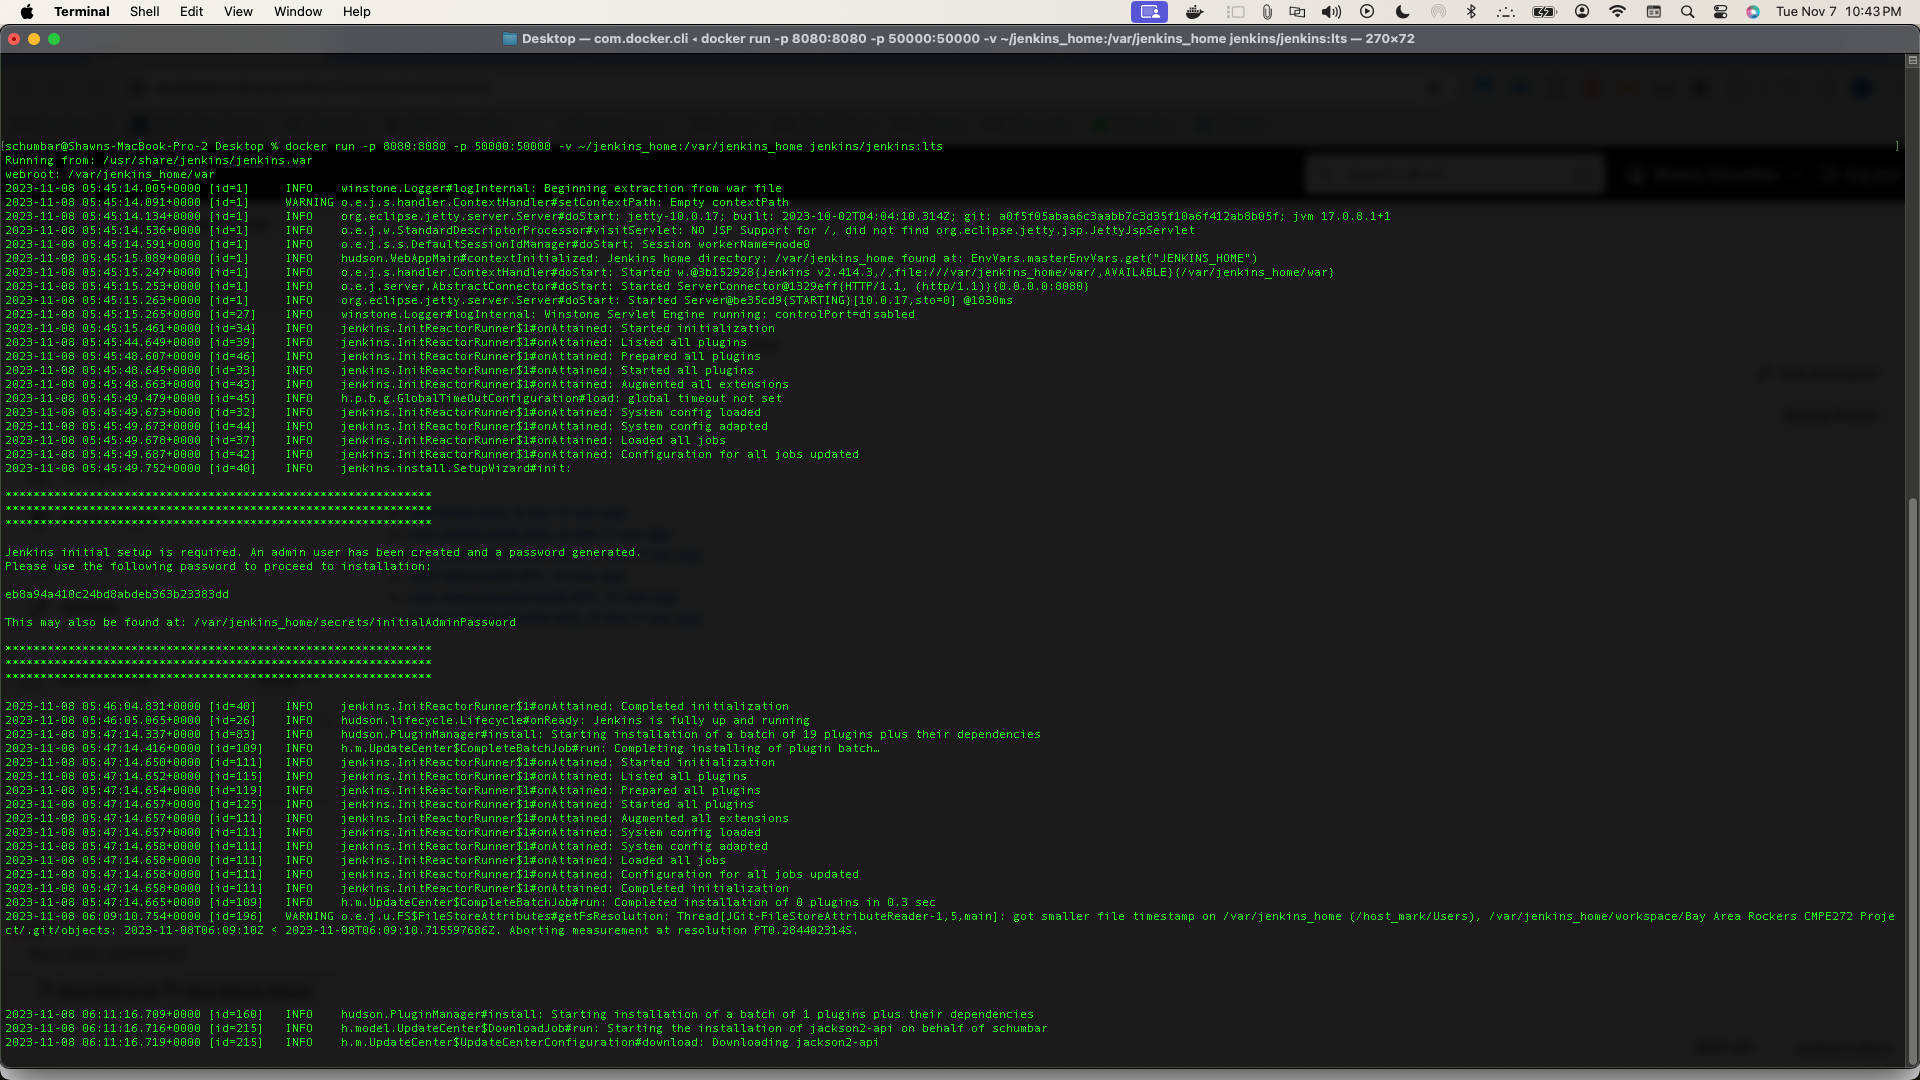 Terminal Shell Edit View Window Help Tue Nov 7 10:43 PM
Desktop — com.docker.cli ◂ docker run -p 8080:8080 -p 50000:50000 -v ~/jenkins_home:/var/jenkins_home jenkins/jenkins:lts — 270×72
[schumbar@Shawns-MacBook-Pro-2 Desktop % docker run -p 8080:8080 -p 50000:50000 -v ~/jenkins_home:/var/jenkins_home jenkins/jenkins:lts ]
Running from: /usr/share/jenkins/jenkins.war
webroot: /var/jenkins_home/war
2023-11-08 05:45:14.005+0000 [id=1] INFO winstone.Logger#logInternal: Beginning extraction from war file
2023-11-08 05:45:14.091+0000 [id=1] WARNING o.e.j.s.handler.ContextHandler#setContextPath: Empty contextPath
2023-11-08 05:45:14.134+0000 [id=1] INFO org.eclipse.jetty.server.Server#doStart: jetty-10.0.17; built: 2023-10-02T04:04:10.314Z; git: a0f5f05abaa6c3aabb7c3d35f10a6f412ab8b05f; jvm 17.0.8.1+1
2023-11-08 05:45:14.536+0000 [id=1] INFO o.e.j.w.StandardDescriptorProcessor#visitServlet: NO JSP Support for /, did not find org.eclipse.jetty.jsp.JettyJspServlet
2023-11-08 05:45:14.591+0000 [id=1] INFO o.e.j.s.s.DefaultSessionIdManager#doStart: Session workerName=node0
2023-11-08 05:45:15.089+0000 [id=1] INFO hudson.WebAppMain#contextInitialized: Jenkins home directory: /var/jenkins_home found at: EnvVars.masterEnvVars.get("JENKINS_HOME")
2023-11-08 05:45:15.247+0000 [id=1] INFO o.e.j.s.handler.ContextHandler#doStart: Started w.@3b152928{Jenkins v2.414.3,/,file:///var/jenkins_home/war/,AVAILABLE}{/var/jenkins_home/war}
2023-11-08 05:45:15.253+0000 [id=1] INFO o.e.j.server.AbstractConnector#doStart: Started ServerConnector@1329eff{HTTP/1.1, (http/1.1)}{0.0.0.0:8080}
2023-11-08 05:45:15.263+0000 [id=1] INFO org.eclipse.jetty.server.Server#doStart: Started Server@be35cd9{STARTING}[10.0.17,sto=0] @1830ms
2023-11-08 05:45:15.265+0000 [id=27] INFO winstone.Logger#logInternal: Winstone Servlet Engine running: controlPort=disabled
2023-11-08 05:45:15.461+0000 [id=34] INFO jenkins.InitReactorRunner$1#onAttained: Started initialization
2023-11-08 05:45:44.649+0000 [id=39] INFO jenkins.InitReactorRunner$1#onAttained: Listed all plugins
2023-11-08 05:45:48.607+0000 [id=46] INFO jenkins.InitReactorRunner$1#onAttained: Prepared all plugins
2023-11-08 05:45:48.645+0000 [id=33] INFO jenkins.InitReactorRunner$1#onAttained: Started all plugins
2023-11-08 05:45:48.663+0000 [id=43] INFO jenkins.InitReactorRunner$1#onAttained: Augmented all extensions
2023-11-08 05:45:49.479+0000 [id=45] INFO h.p.b.g.GlobalTimeOutConfiguration#load: global timeout not set
2023-11-08 05:45:49.673+0000 [id=32] INFO jenkins.InitReactorRunner$1#onAttained: System config loaded
2023-11-08 05:45:49.673+0000 [id=44] INFO jenkins.InitReactorRunner$1#onAttained: System config adapted
2023-11-08 05:45:49.678+0000 [id=37] INFO jenkins.InitReactorRunner$1#onAttained: Loaded all jobs
2023-11-08 05:45:49.687+0000 [id=42] INFO jenkins.InitReactorRunner$1#onAttained: Configuration for all jobs updated
2023-11-08 05:45:49.752+0000 [id=40] INFO jenkins.install.SetupWizard#init:
*************************************************************
*************************************************************
*************************************************************
Jenkins initial setup is required. An admin user has been created and a password generated.
Please use the following password to proceed to installation:
eb8a94a410c24bd8abdeb363b23383dd
This may also be found at: /var/jenkins_home/secrets/initialAdminPassword
*************************************************************
*************************************************************
*************************************************************
2023-11-08 05:46:04.831+0000 [id=40] INFO jenkins.InitReactorRunner$1#onAttained: Completed initialization
2023-11-08 05:46:05.065+0000 [id=26] INFO hudson.lifecycle.Lifecycle#onReady: Jenkins is fully up and running
2023-11-08 05:47:14.337+0000 [id=83] INFO hudson.PluginManager#install: Starting installation of a batch of 19 plugins plus their dependencies
2023-11-08 05:47:14.416+0000 [id=109] INFO h.m.UpdateCenter$CompleteBatchJob#run: Completing installing of plugin batch…
2023-11-08 05:47:14.650+0000 [id=111] INFO jenkins.InitReactorRunner$1#onAttained: Started initialization
2023-11-08 05:47:14.652+0000 [id=115] INFO jenkins.InitReactorRunner$1#onAttained: Listed all plugins
2023-11-08 05:47:14.654+0000 [id=119] INFO jenkins.InitReactorRunner$1#onAttained: Prepared all plugins
2023-11-08 05:47:14.657+0000 [id=125] INFO jenkins.InitReactorRunner$1#onAttained: Started all plugins
2023-11-08 05:47:14.657+0000 [id=111] INFO jenkins.InitReactorRunner$1#onAttained: Augmented all extensions
2023-11-08 05:47:14.657+0000 [id=111] INFO jenkins.InitReactorRunner$1#onAttained: System config loaded
2023-11-08 05:47:14.658+0000 [id=111] INFO jenkins.InitReactorRunner$1#onAttained: System config adapted
2023-11-08 05:47:14.658+0000 [id=111] INFO jenkins.InitReactorRunner$1#onAttained: Loaded all jobs
2023-11-08 05:47:14.658+0000 [id=111] INFO jenkins.InitReactorRunner$1#onAttained: Configuration for all jobs updated
2023-11-08 05:47:14.658+0000 [id=111] INFO jenkins.InitReactorRunner$1#onAttained: Completed initialization
2023-11-08 05:47:14.665+0000 [id=109] INFO h.m.UpdateCenter$CompleteBatchJob#run: Completed installation of 0 plugins in 0.3 sec
2023-11-08 06:09:10.754+0000 [id=196] WARNING o.e.j.u.FS$FileStoreAttributes#getFsResolution: Thread[JGit-FileStoreAttributeReader-1,5,main]: got smaller file timestamp on /var/jenkins_home (/host_mark/Users), /var/jenkins_home/workspace/Bay Area Rockers CMPE272 Proje
ct/.git/objects: 2023-11-08T06:09:10Z < 2023-11-08T06:09:10.715597686Z. Aborting measurement at resolution PT0.284402314S.
2023-11-08 06:11:16.709+0000 [id=160] INFO hudson.PluginManager#install: Starting installation of a batch of 1 plugins plus their dependencies
2023-11-08 06:11:16.716+0000 [id=215] INFO h.model.UpdateCenter$DownloadJob#run: Starting the installation of jackson2-api on behalf of schumbar
2023-11-08 06:11:16.719+0000 [id=215] INFO h.m.UpdateCenter$UpdateCenterConfiguration#download: Downloading jackson2-api